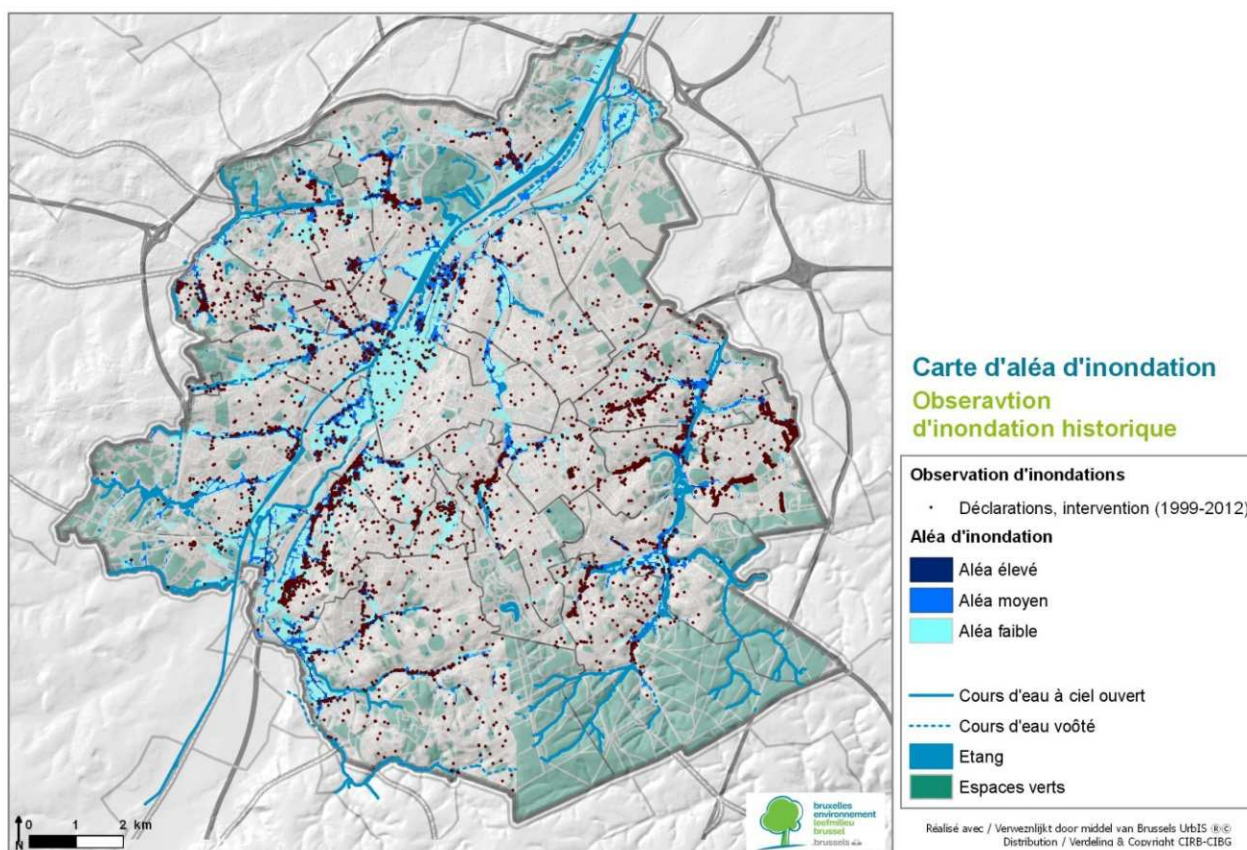 Carte d'aléa d'inondation
Obseravtion
d'inondation historique
Observation d'inondations
Déclarations, intervention (1999-2012)
Aléa d'inondation
Aléa élevé
Aléa moyen
Aléa faible
Cours d'eau à ciel ouvert
Cours d'eau voôté
Etang
Espaces verts
0 1 2 km
N
bruxelles
environnement
leefmilieu
brussel
.brussels
Réalisé avec / Verweznlijkt door middel van Brussels UrbIS ®©
Distribution / Verdeling & Copyright CIRB-CIBG